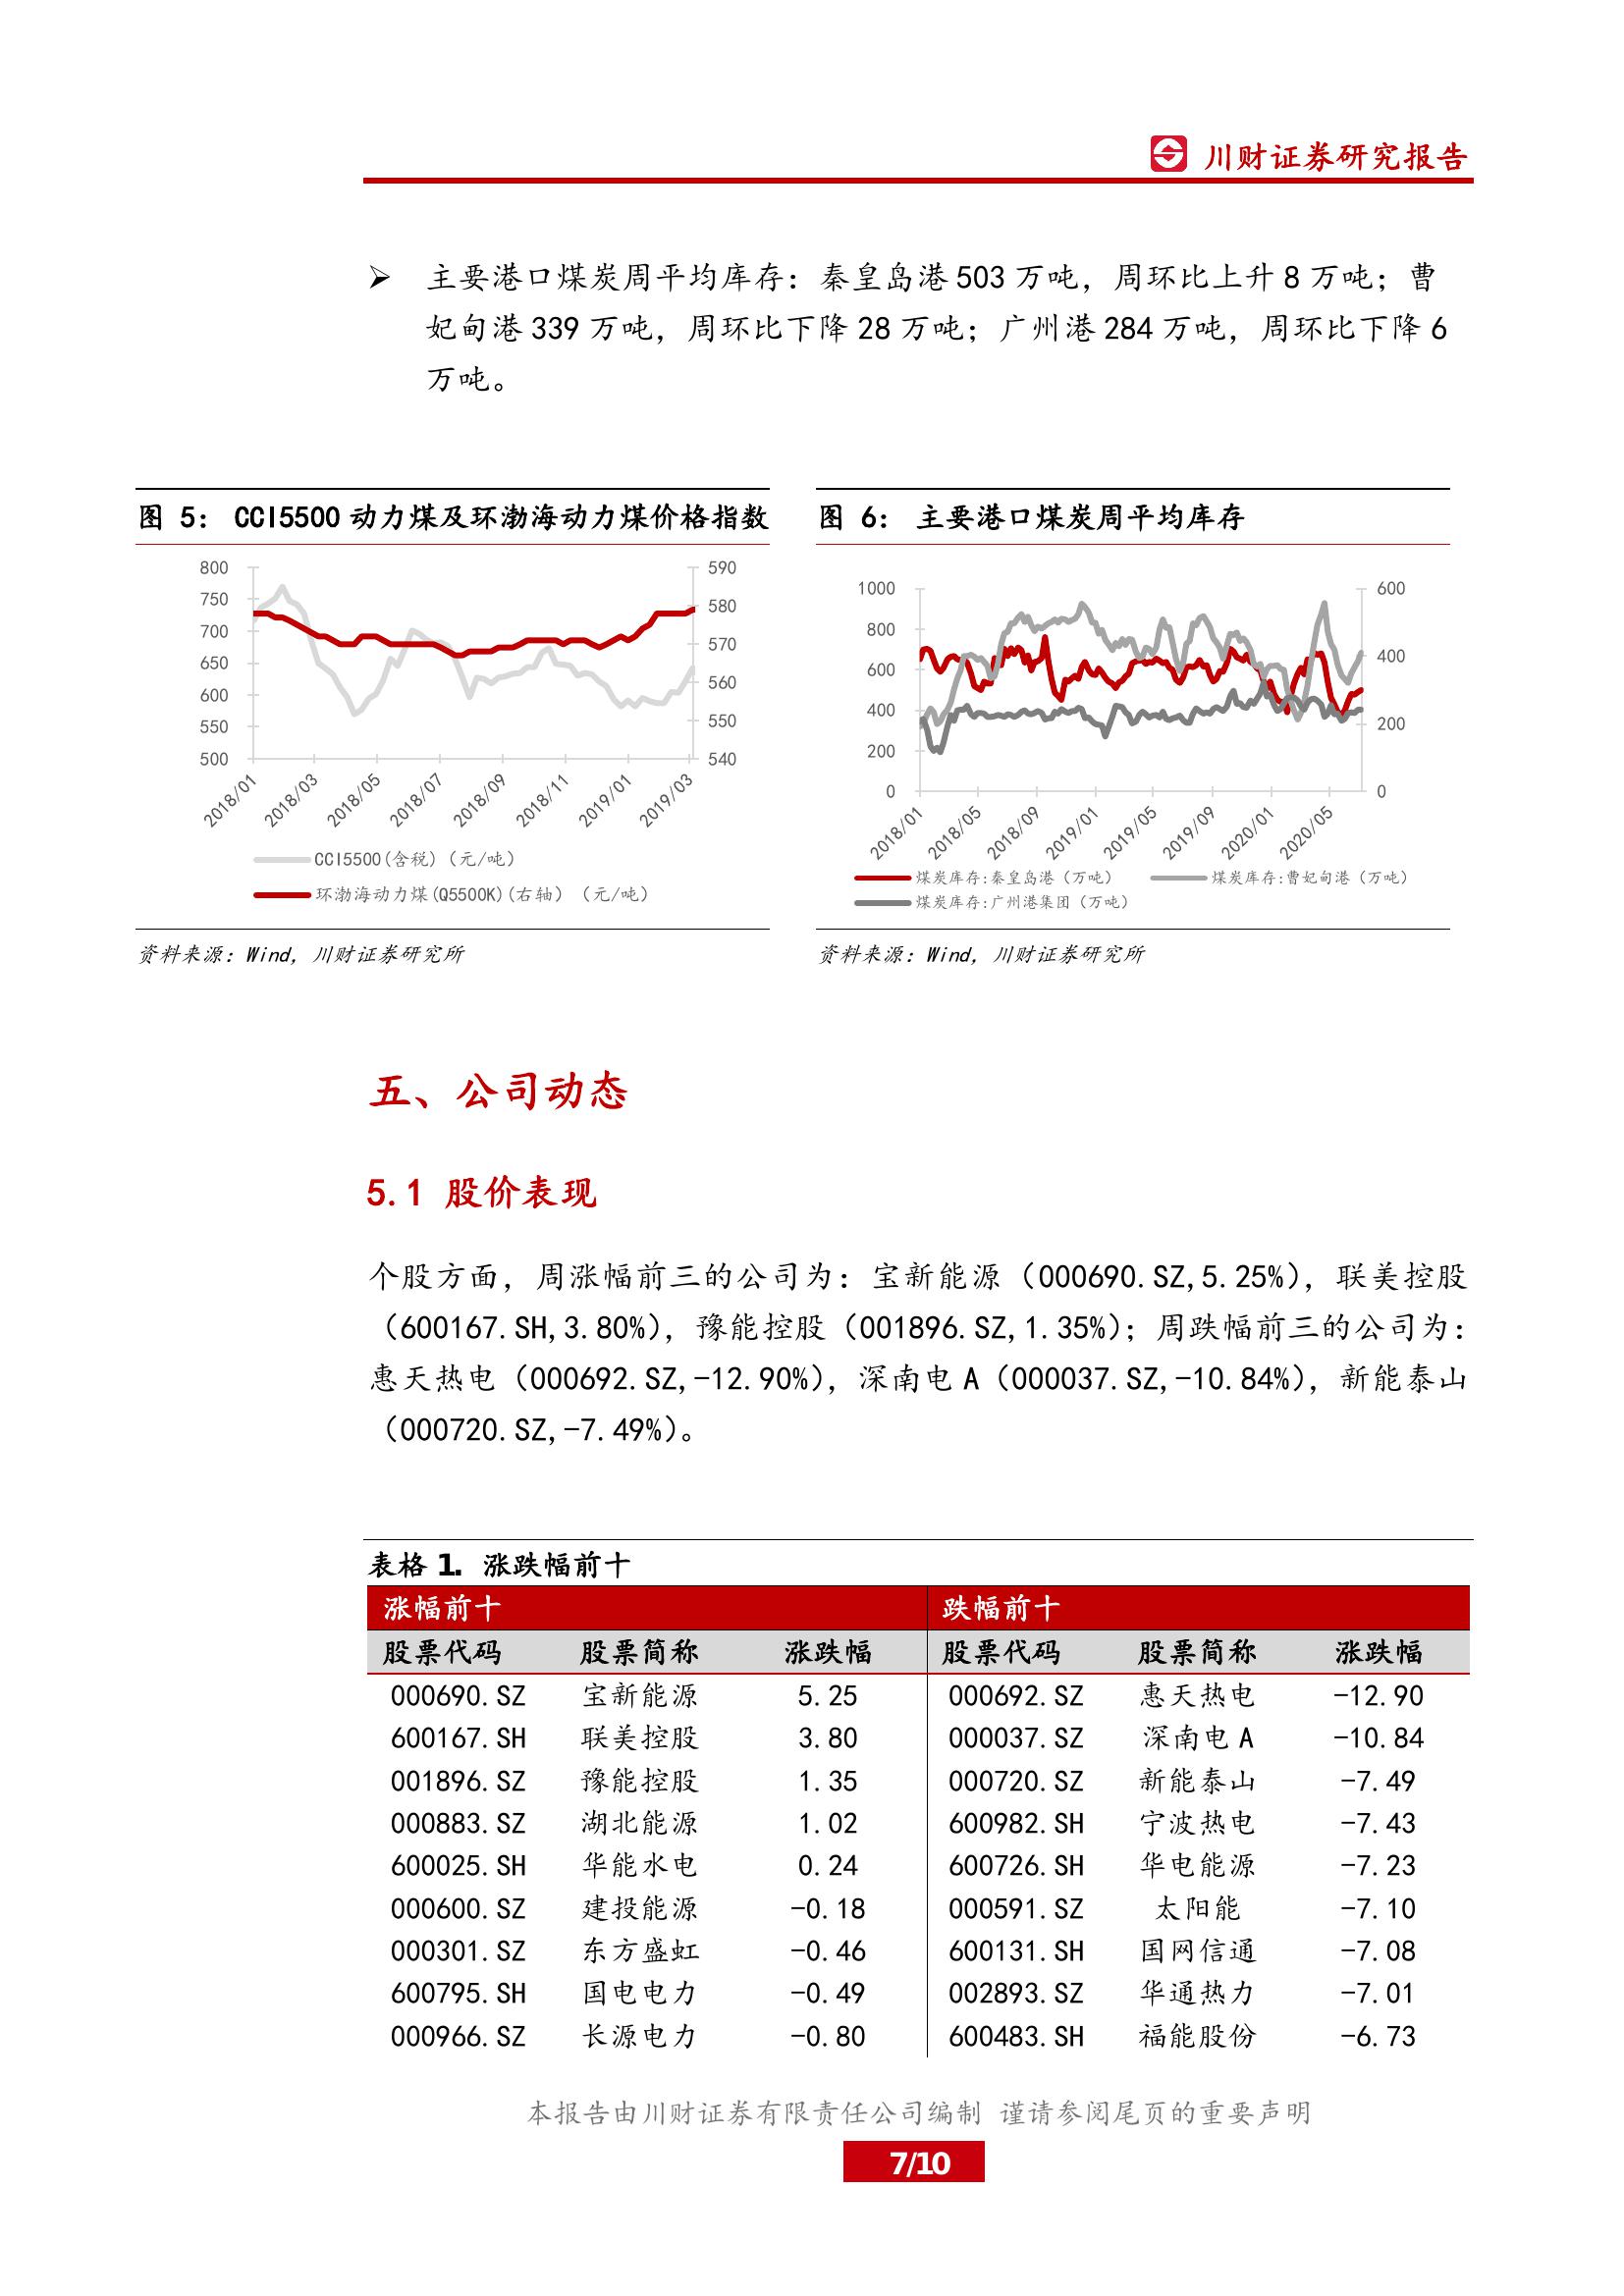 川财证券研究报告
➢ 主要港口煤炭周平均库存：秦皇岛港 503 万吨，周环比上升 8 万吨；曹
妃甸港 339 万吨，周环比下降 28 万吨；广州港 284 万吨，周环比下降 6
万吨。
图 5： CCI5500 动力煤及环渤海动力煤价格指数
800
750
700
650
600
550
500
590
580
570
560
550
540
2018/01 2018/03 2018/05 2018/07 2018/09 2018/11 2019/01 2019/03
CCI5500(含税)（元/吨）
环渤海动力煤(Q5500K)(右轴）（元/吨）
资料来源：Wind，川财证券研究所
图 6： 主要港口煤炭周平均库存
1000
800
600
400
200
0
600
400
200
0
2018/01 2018/05 2018/09 2019/01 2019/05 2019/09 2020/01 2020/05
煤炭库存:秦皇岛港（万吨） 煤炭库存:曹妃甸港（万吨）
煤炭库存:广州港集团（万吨）
资料来源：Wind，川财证券研究所
五、公司动态
5.1 股价表现
个股方面，周涨幅前三的公司为：宝新能源（000690.SZ,5.25%），联美控股
（600167.SH,3.80%），豫能控股（001896.SZ,1.35%）；周跌幅前三的公司为：
惠天热电（000692.SZ,-12.90%），深南电 A（000037.SZ,-10.84%），新能泰山
（000720.SZ,-7.49%）。
表格 1. 涨跌幅前十
涨幅前十 跌幅前十
股票代码 股票简称 涨跌幅 股票代码 股票简称 涨跌幅
000690.SZ 宝新能源 5.25 000692.SZ 惠天热电 -12.90
600167.SH 联美控股 3.80 000037.SZ 深南电 A -10.84
001896.SZ 豫能控股 1.35 000720.SZ 新能泰山 -7.49
000883.SZ 湖北能源 1.02 600982.SH 宁波热电 -7.43
600025.SH 华能水电 0.24 600726.SH 华电能源 -7.23
000600.SZ 建投能源 -0.18 000591.SZ 太阳能 -7.10
000301.SZ 东方盛虹 -0.46 600131.SH 国网信通 -7.08
600795.SH 国电电力 -0.49 002893.SZ 华通热力 -7.01
000966.SZ 长源电力 -0.80 600483.SH 福能股份 -6.73
本报告由川财证券有限责任公司编制 谨请参阅尾页的重要声明
7/10